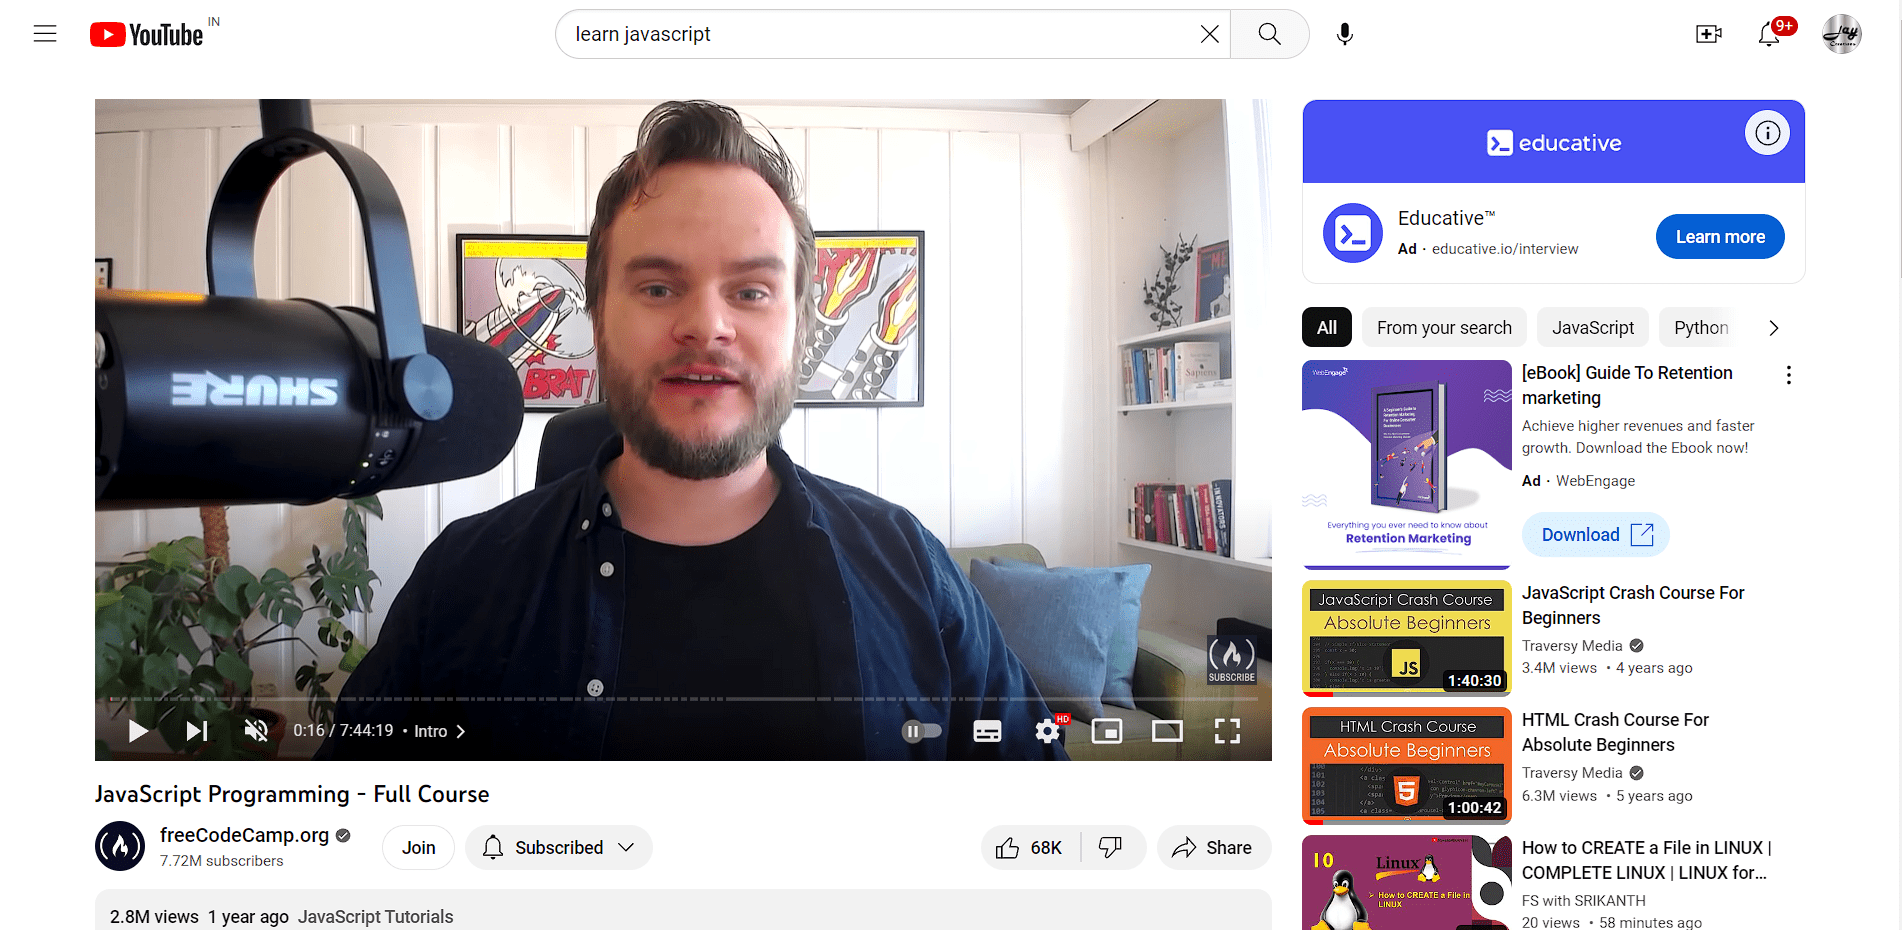 YouTube IN
learn javascript
9+
Jay
SHURE
BRAT!
Sapiens
INNOVATORS
SUBSCRIBE
0:16 / 7:44:19 • Intro
HD
JavaScript Programming - Full Course
freeCodeCamp.org
7.72M subscribers
Join
Subscribed
68K
Share
2.8M views 1 year ago JavaScript Tutorials
educative
Educative™
Ad · educative.io/interview
Learn more
All
From your search
JavaScript
Python
WebEngage
Everything you ever need to know about
Retention Marketing
[eBook] Guide To Retention
marketing
Achieve higher revenues and faster
growth. Download the Ebook now!
Ad · WebEngage
Download
JavaScript Crash Course
Absolute Beginners
JS
1:40:30
JavaScript Crash Course For
Beginners
Traversy Media
3.4M views • 4 years ago
HTML Crash Course
Absolute Beginners
5
1:00:42
HTML Crash Course For
Absolute Beginners
Traversy Media
6.3M views • 5 years ago
10
Linux
How to CREATE a File in
LINUX
How to CREATE a File in LINUX |
COMPLETE LINUX | LINUX for...
FS with SRIKANTH
20 views • 58 minutes ago